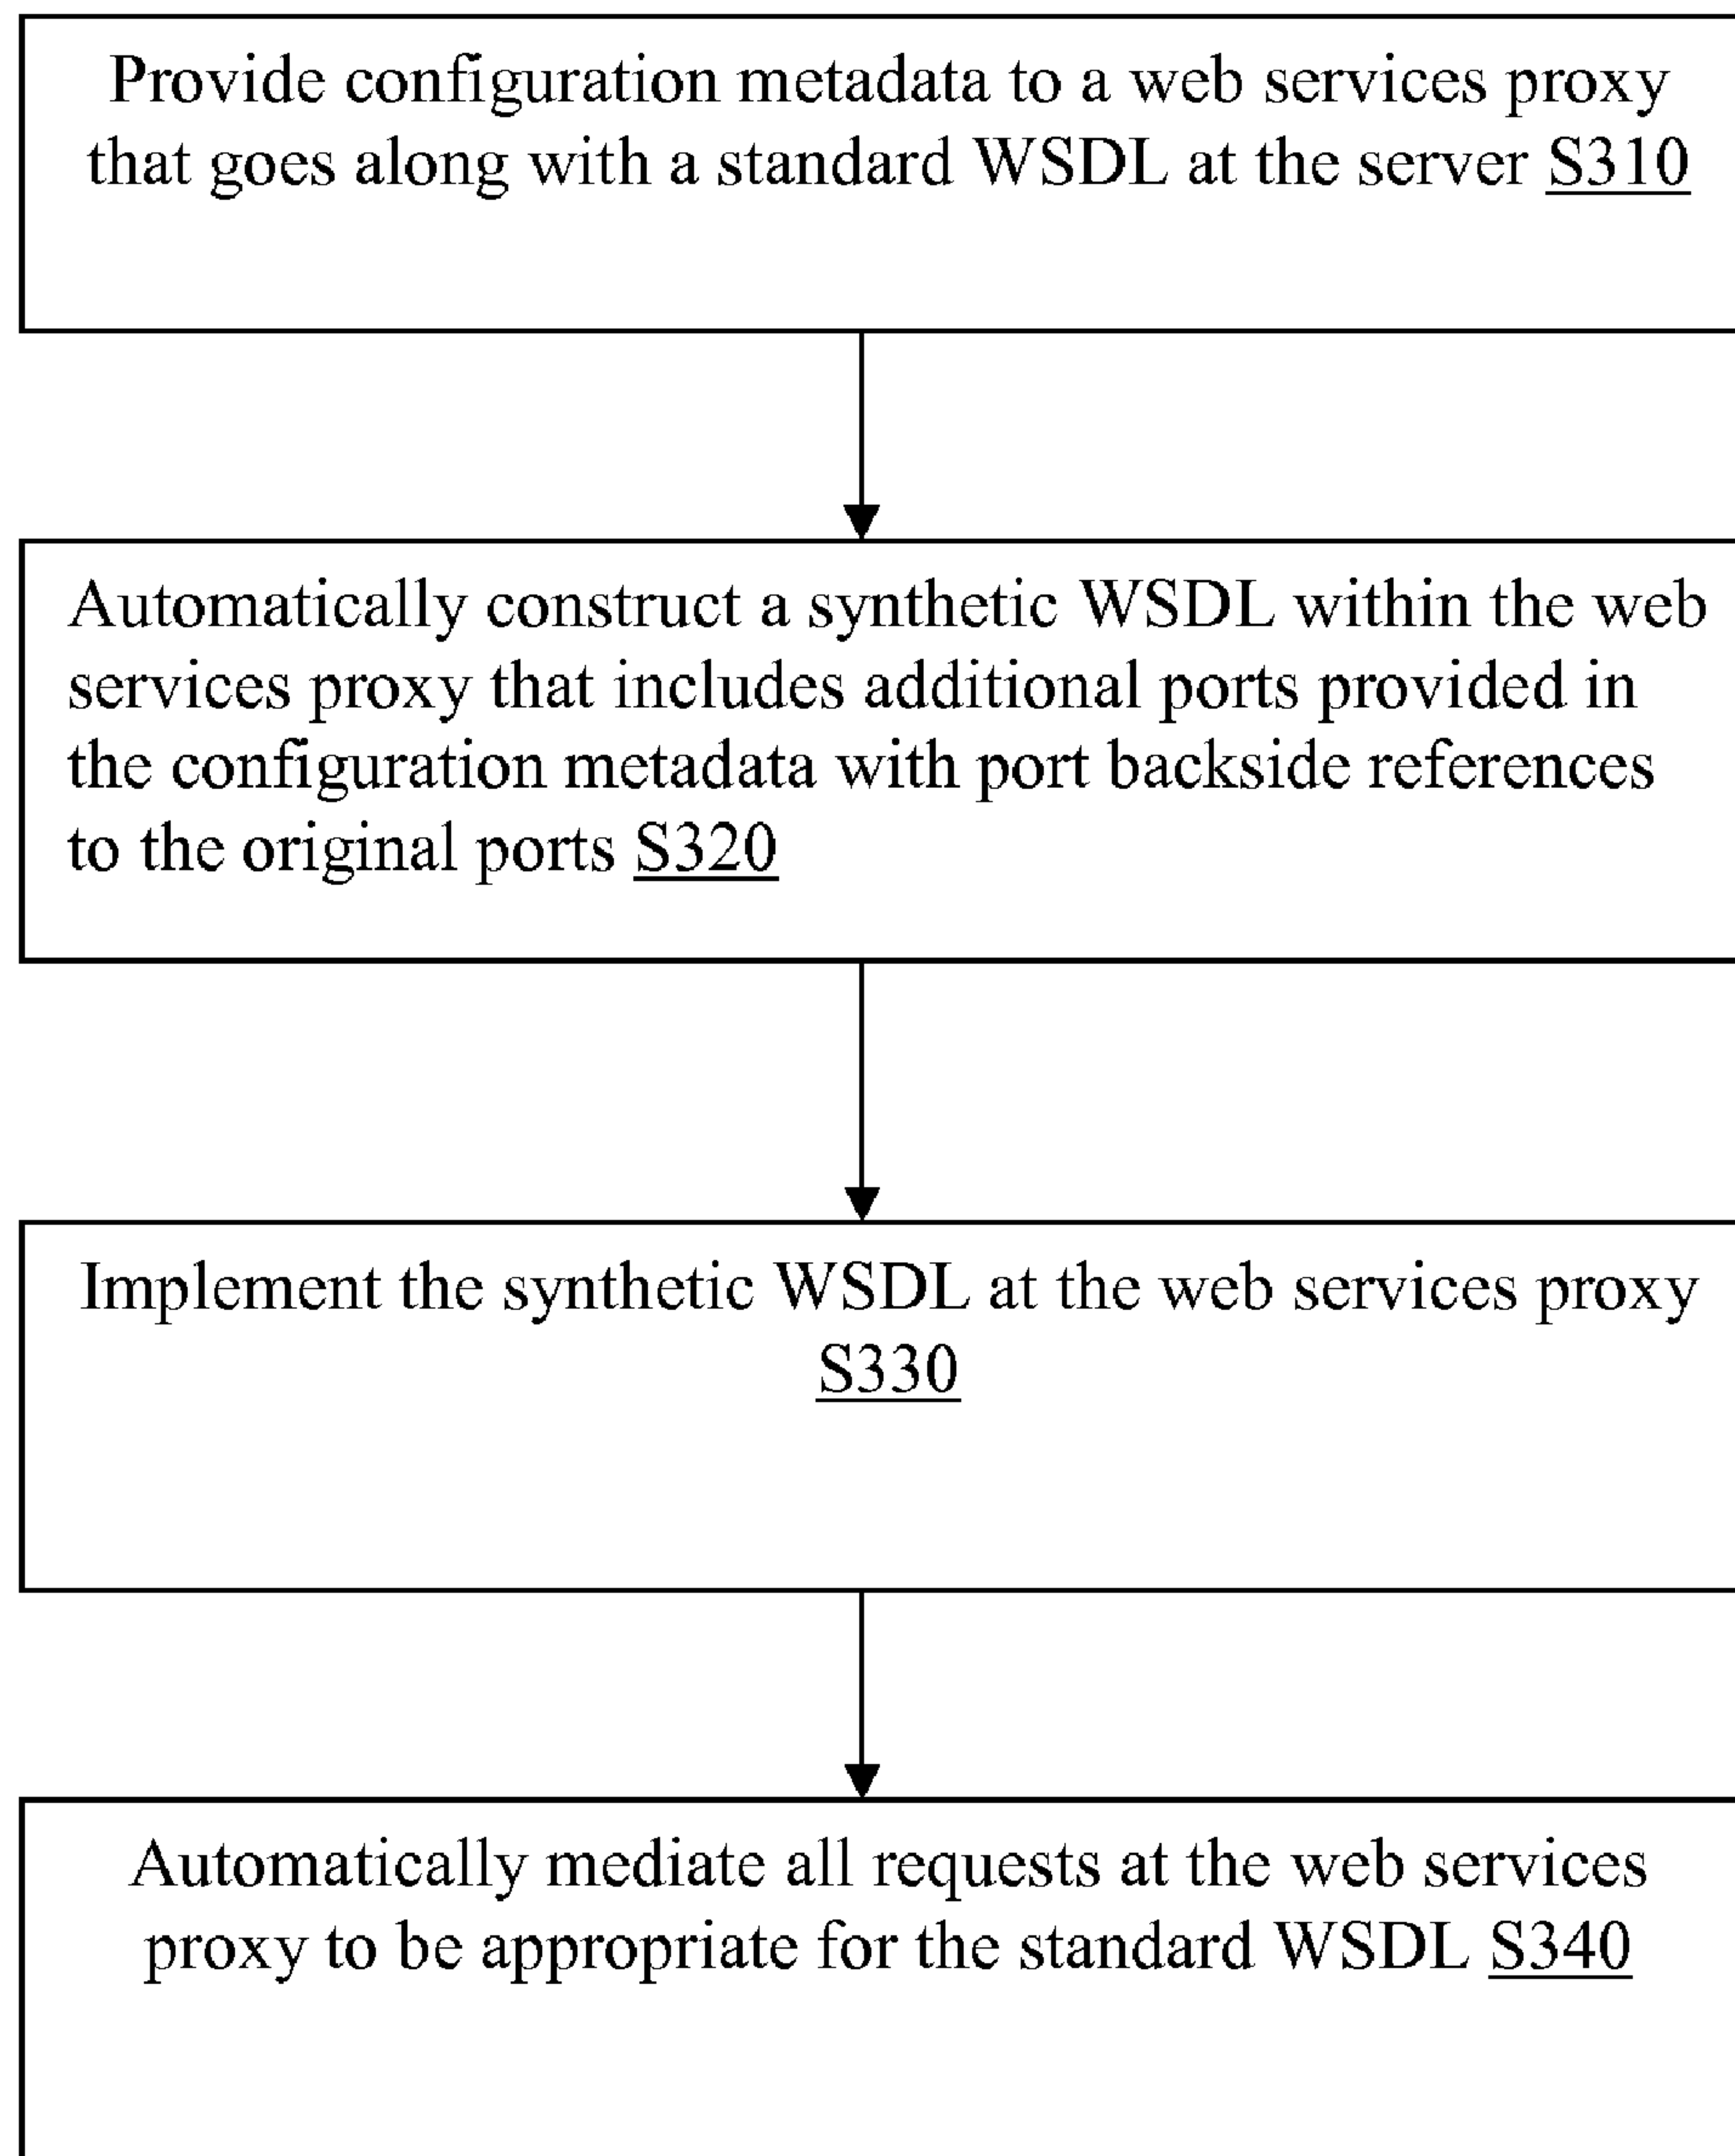 Provide configuration metadata to a web services proxy
that goes along with a standard WSDL at the server S310
Automatically construct a synthetic WSDL within the web
services proxy that includes additional ports provided in
the configuration metadata with port backside references
to the original ports S320
Implement the synthetic WSDL at the web services proxy
S330
Automatically mediate all requests at the web services
proxy to be appropriate for the standard WSDL S340